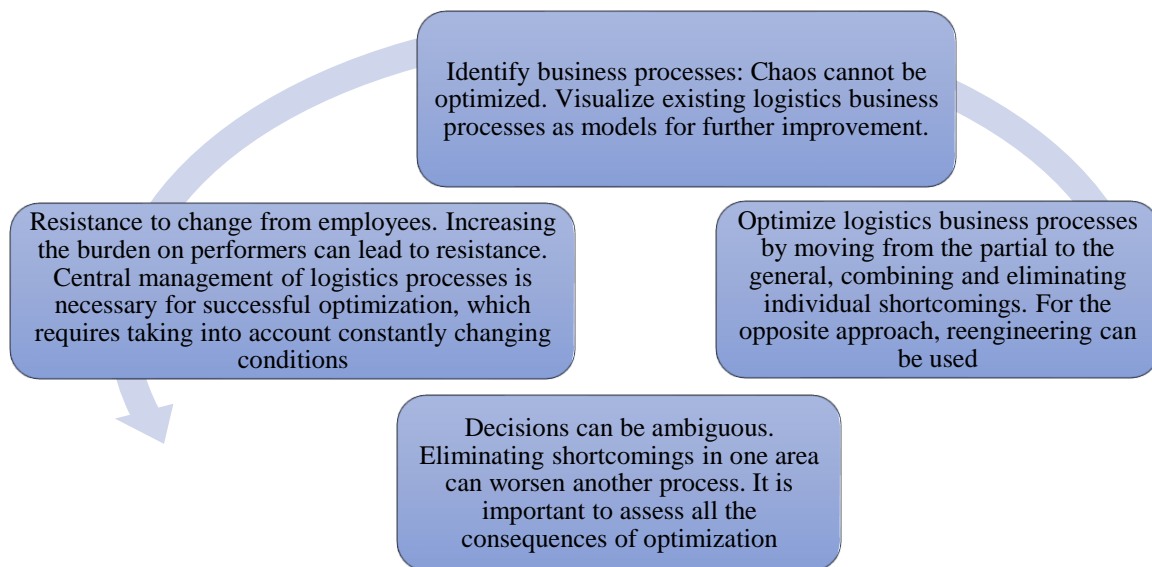 Identify business processes: Chaos cannot be
optimized. Visualize existing logistics business
processes as models for further improvement.
Resistance to change from employees. Increasing
the burden on performers can lead to resistance.
Central management of logistics processes is
necessary for successful optimization, which
requires taking into account constantly changing
conditions
Optimize logistics business processes
by moving from the partial to the
general, combining and eliminating
individual shortcomings. For the
opposite approach, reengineering can
be used
Decisions can be ambiguous.
Eliminating shortcomings in one area
can worsen another process. It is
important to assess all the
consequences of optimization